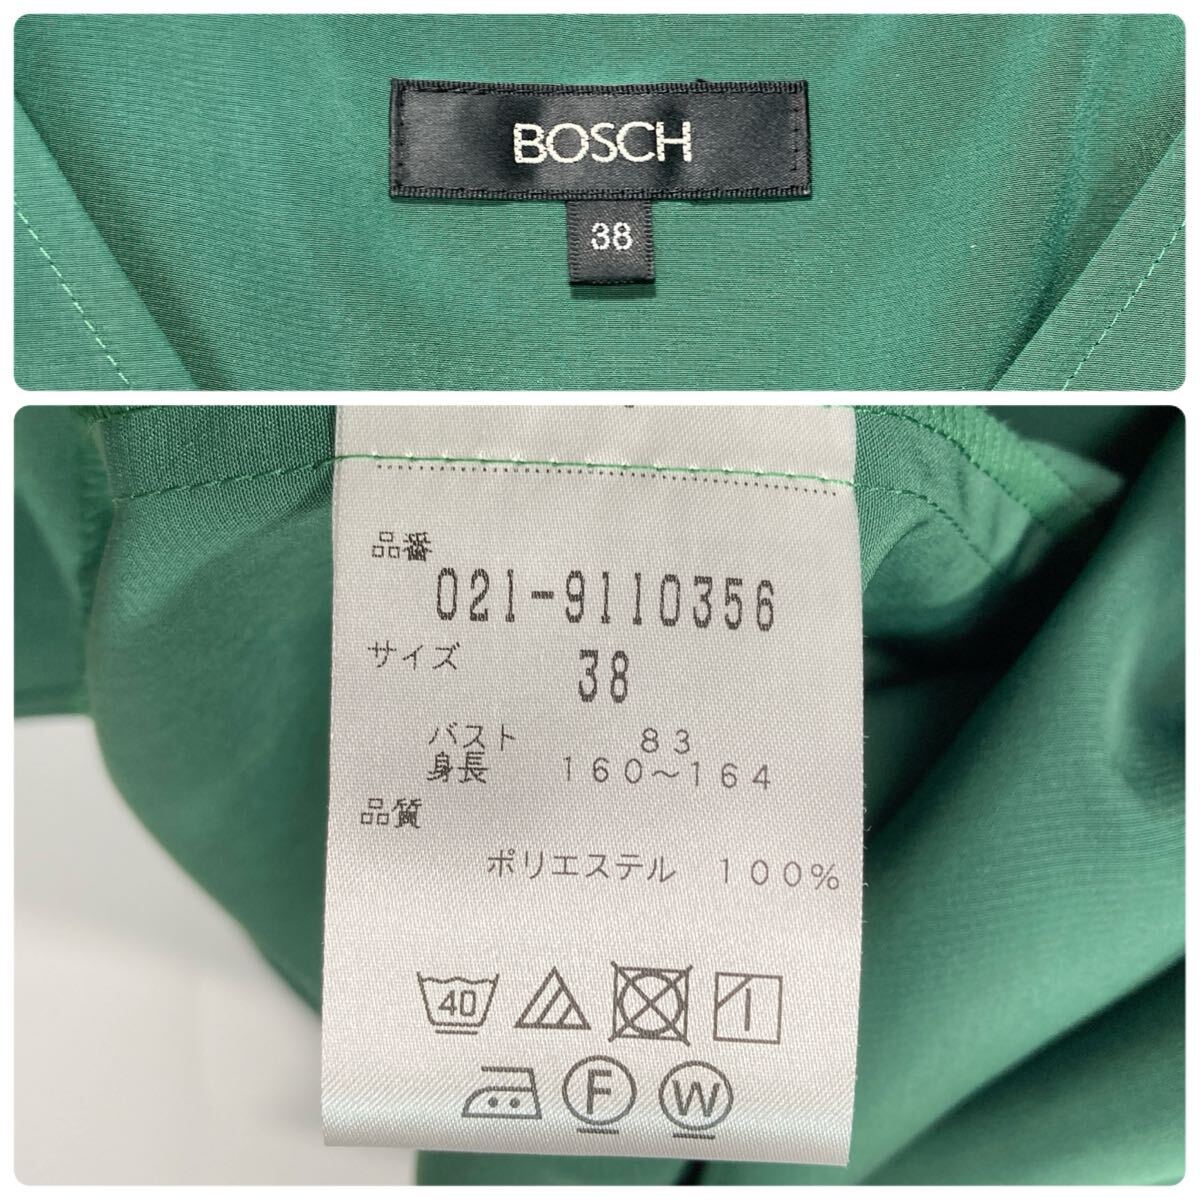 BOSCH
38
品番
021-9110356
サイズ
38
バスト 83
身長 160～164
品質
ポリエステル 100%
40
F W